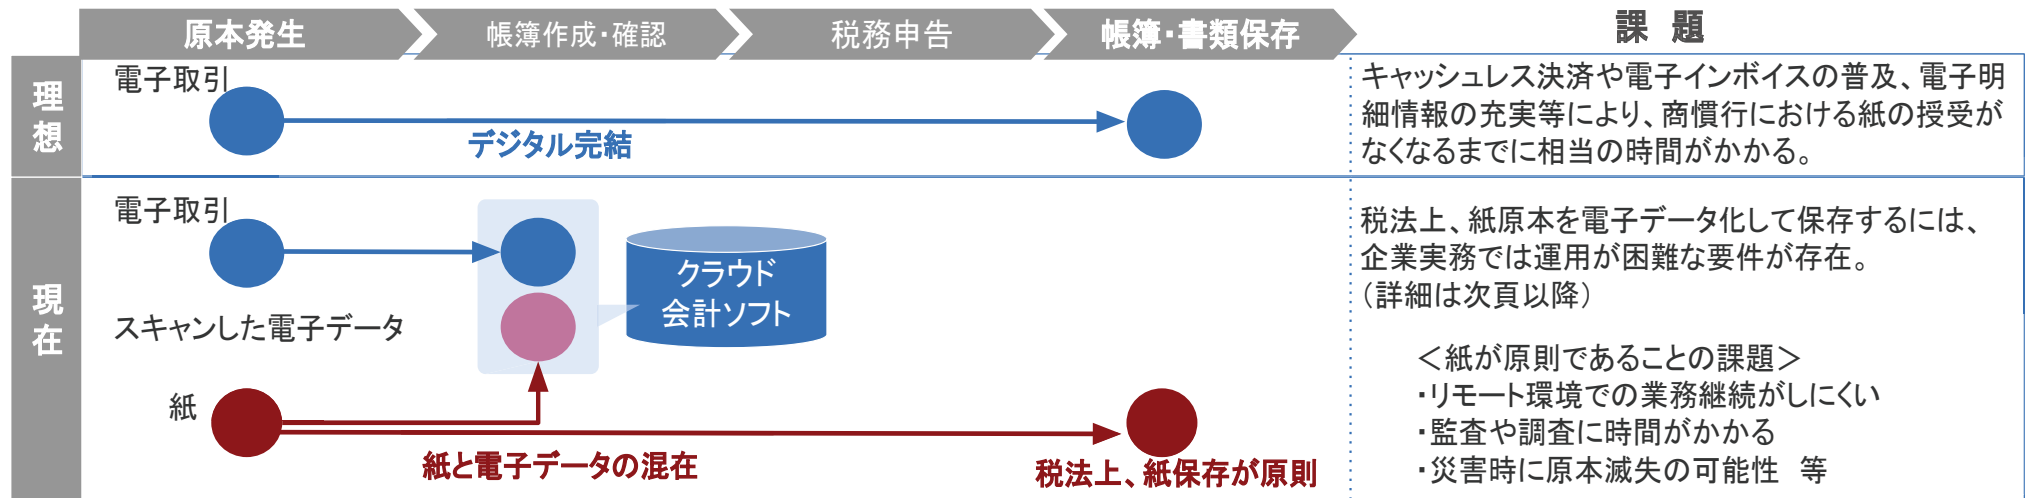 原本発生
帳簿作成・確認
税務申告
帳簿・書類保存
課 題
理想
電子取引
デジタル完結
キャッシュレス決済や電子インボイスの普及、電子明
細情報の充実等により、商慣行における紙の授受が
なくなるまでに相当の時間がかかる。
現在
電子取引
クラウド
会計ソフト
スキャンした電子データ
紙
紙と電子データの混在
税法上、紙保存が原則
税法上、紙原本を電子データ化して保存するには、
企業実務では運用が困難な要件が存在。
（詳細は次頁以降）
＜紙が原則であることの課題＞
・リモート環境での業務継続がしにくい
・監査や調査に時間がかかる
・災害時に原本滅失の可能性 等